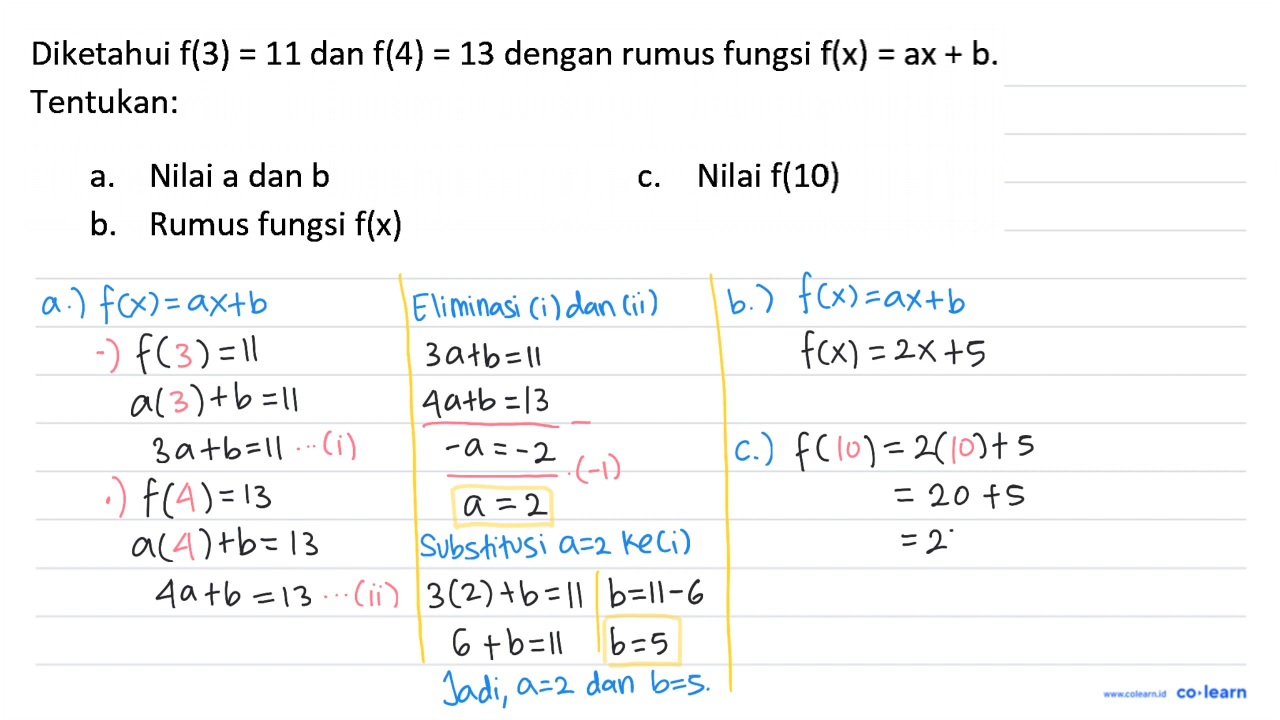 Diketahui f(3) = 11 dan f(4) = 13 dengan rumus fungsi f(x) = ax + b.
Tentukan:
a. Nilai a dan b
b. Rumus fungsi f(x)
c. Nilai f(10)
a.) f(x)=ax+b
-) f(3)=11
a(3)+b=11
3a+b=11 ...(i)
.) f(4)=13
a(4)+b=13
4a+b=13 ...(ii)
Eliminasi (i) dan (ii)
3a+b=11
4a+b=13 -
-a=-2 .(-1)
a=2
Substitusi a=2 ke(i)
3(2)+b=11
6+b=11
b=11-6
b=5
Jadi, a=2 dan b=5.
b.) f(x)=ax+b
f(x)=2x+5
c.) f(10)=2(10)+5
=20+5
=2
www.colearn.id co·learn